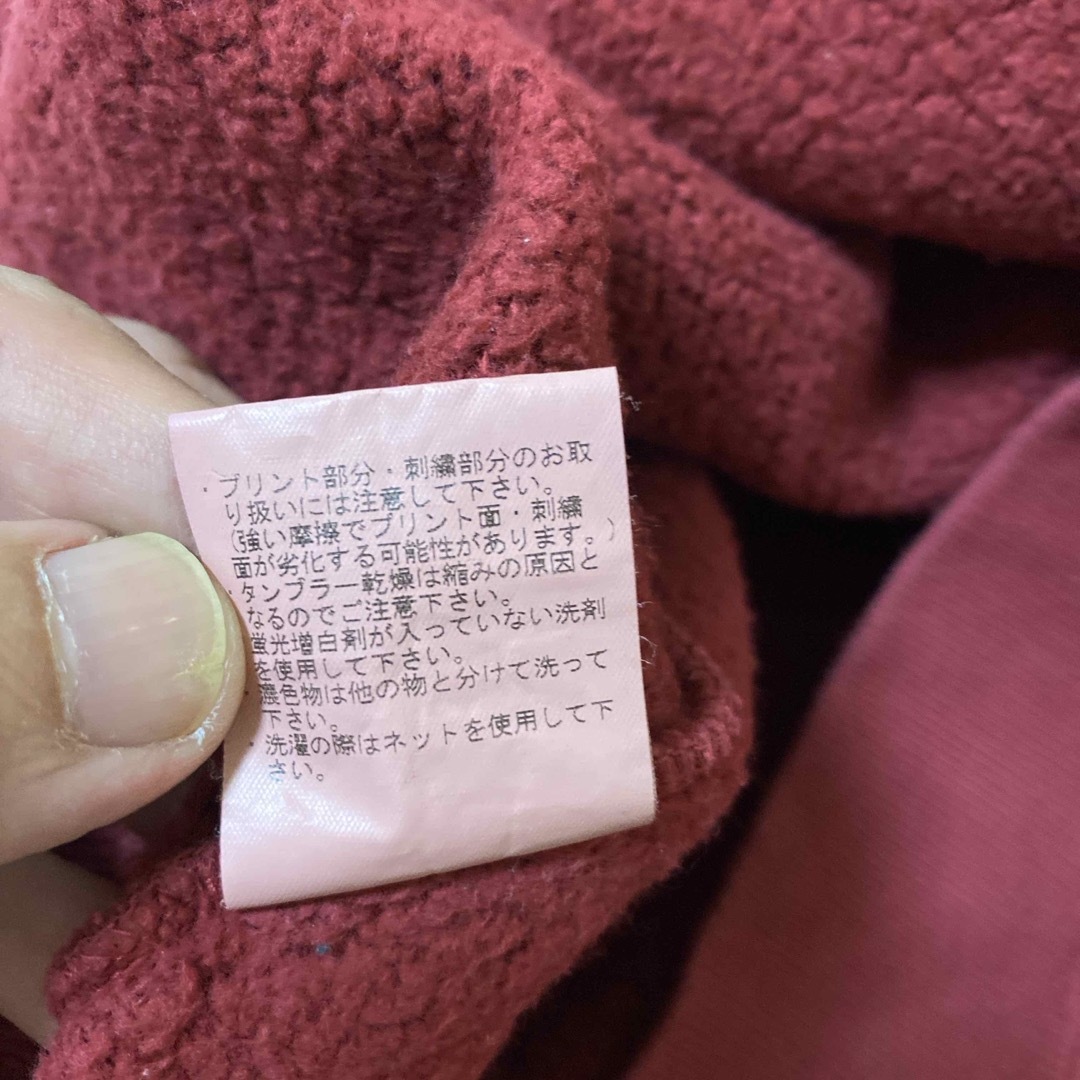 ・プリント部分・刺繍部分のお取
り扱いには注意して下さい。
(強い摩擦でプリント面・刺繍
面が劣化する可能性があります。)
・タンブラー乾燥は縮みの原因と
なるのでご注意下さい。
蛍光増白剤が入っていない洗剤
を使用して下さい。
濃色物は他の物と分けて洗って
下さい。
・洗濯の際はネットを使用して下
さい。